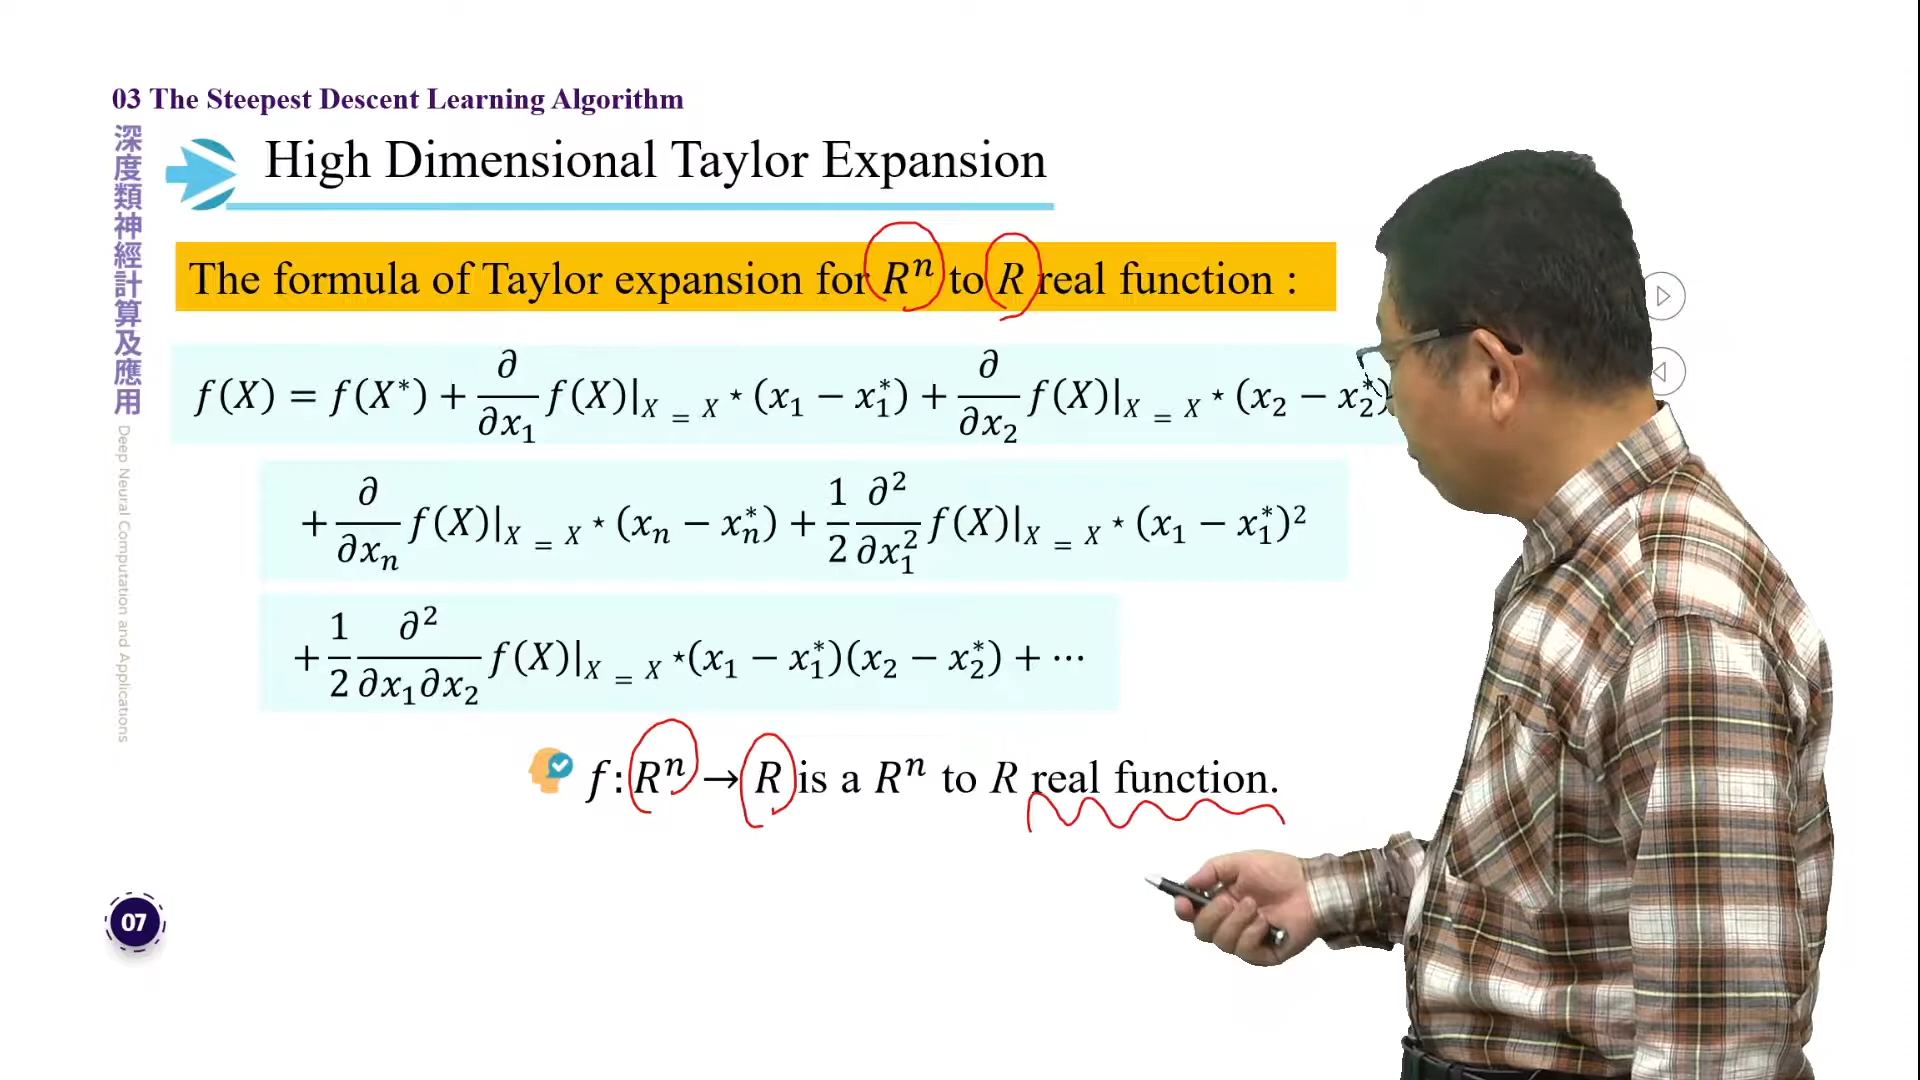 03 The Steepest Descent Learning Algorithm
深度類神經計算及應用
Deep Neural Computation and Applications
High Dimensional Taylor Expansion
The formula of Taylor expansion for Rⁿ to R real function :
f(X) = f(X*) + ∂/∂x₁ f(X)|X = X⋆ (x₁ − x₁*) + ∂/∂x₂ f(X)|X = X⋆ (x₂ − x₂*)
+ ∂/∂xₙ f(X)|X = X⋆ (xₙ − xₙ*) + 1/2 ∂²/∂x₁² f(X)|X = X⋆ (x₁ − x₁*)²
+ 1/2 ∂²/∂x₁∂x₂ f(X)|X = X⋆(x₁ − x₁*)(x₂ − x₂*) + ⋯
f: Rⁿ → R is a Rⁿ to R real function.
07